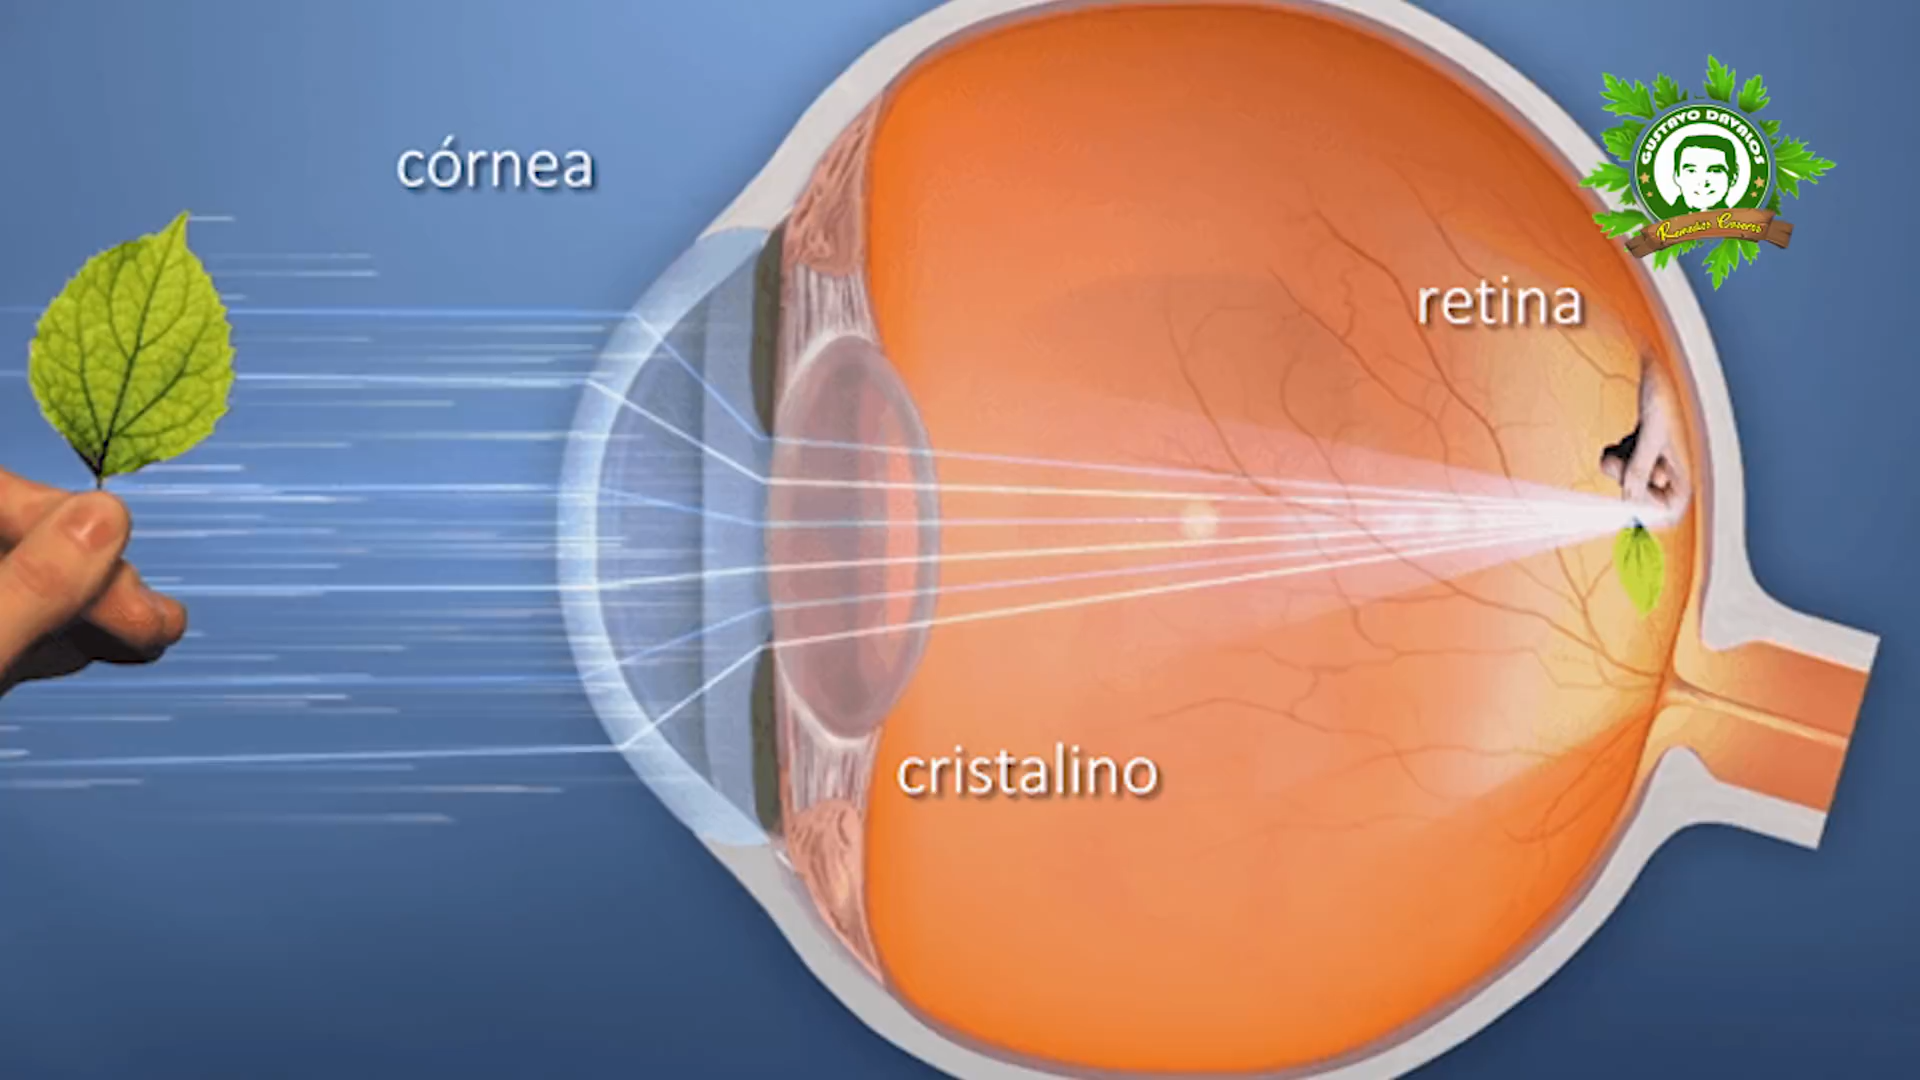 córnea
GUSTAVO DAVALOS
Remedios Caseros
retina
cristalino